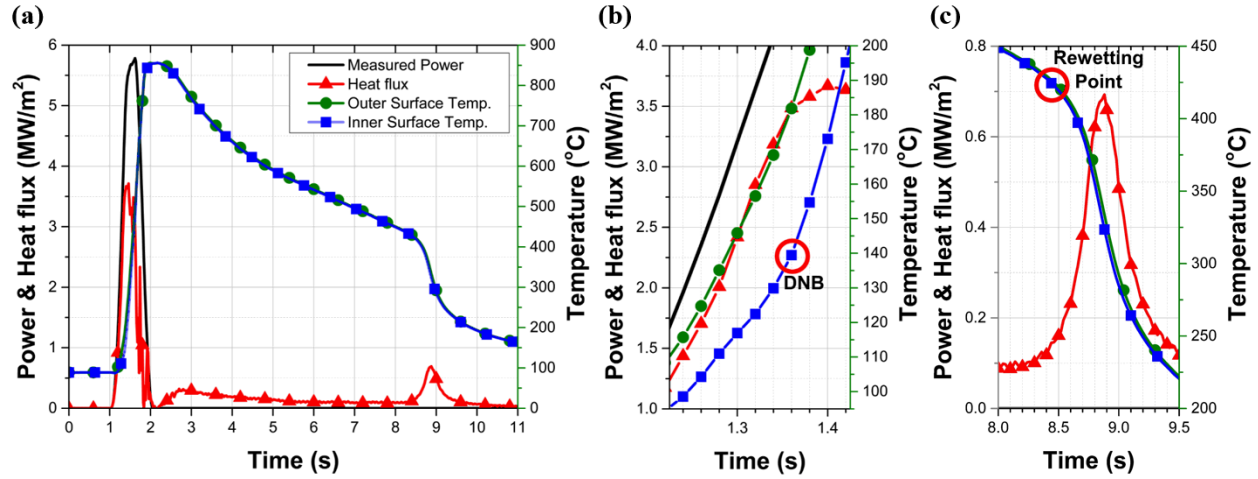 (a)
Power & Heat flux (MW/m²)
6
5
4
3
2
1
0
Measured Power
Heat flux
Outer Surface Temp.
Inner Surface Temp.
900
800
700
600
500
400
300
200
100
0
Temperature (°C)
0 1 2 3 4 5 6 7 8 9 10 11
Time (s)
(b)
Power & Heat flux (MW/m²)
4.0
3.5
3.0
2.5
2.0
1.5
1.0
DNB
200
190
180
170
160
150
140
130
120
110
100
Temperature (°C)
1.3 1.4
Time (s)
(c)
Power & Heat flux (MW/m²)
0.8
0.6
0.4
0.2
0.0
Rewetting
Point
450
400
350
300
250
200
Temperature (°C)
8.0 8.5 9.0 9.5
Time (s)